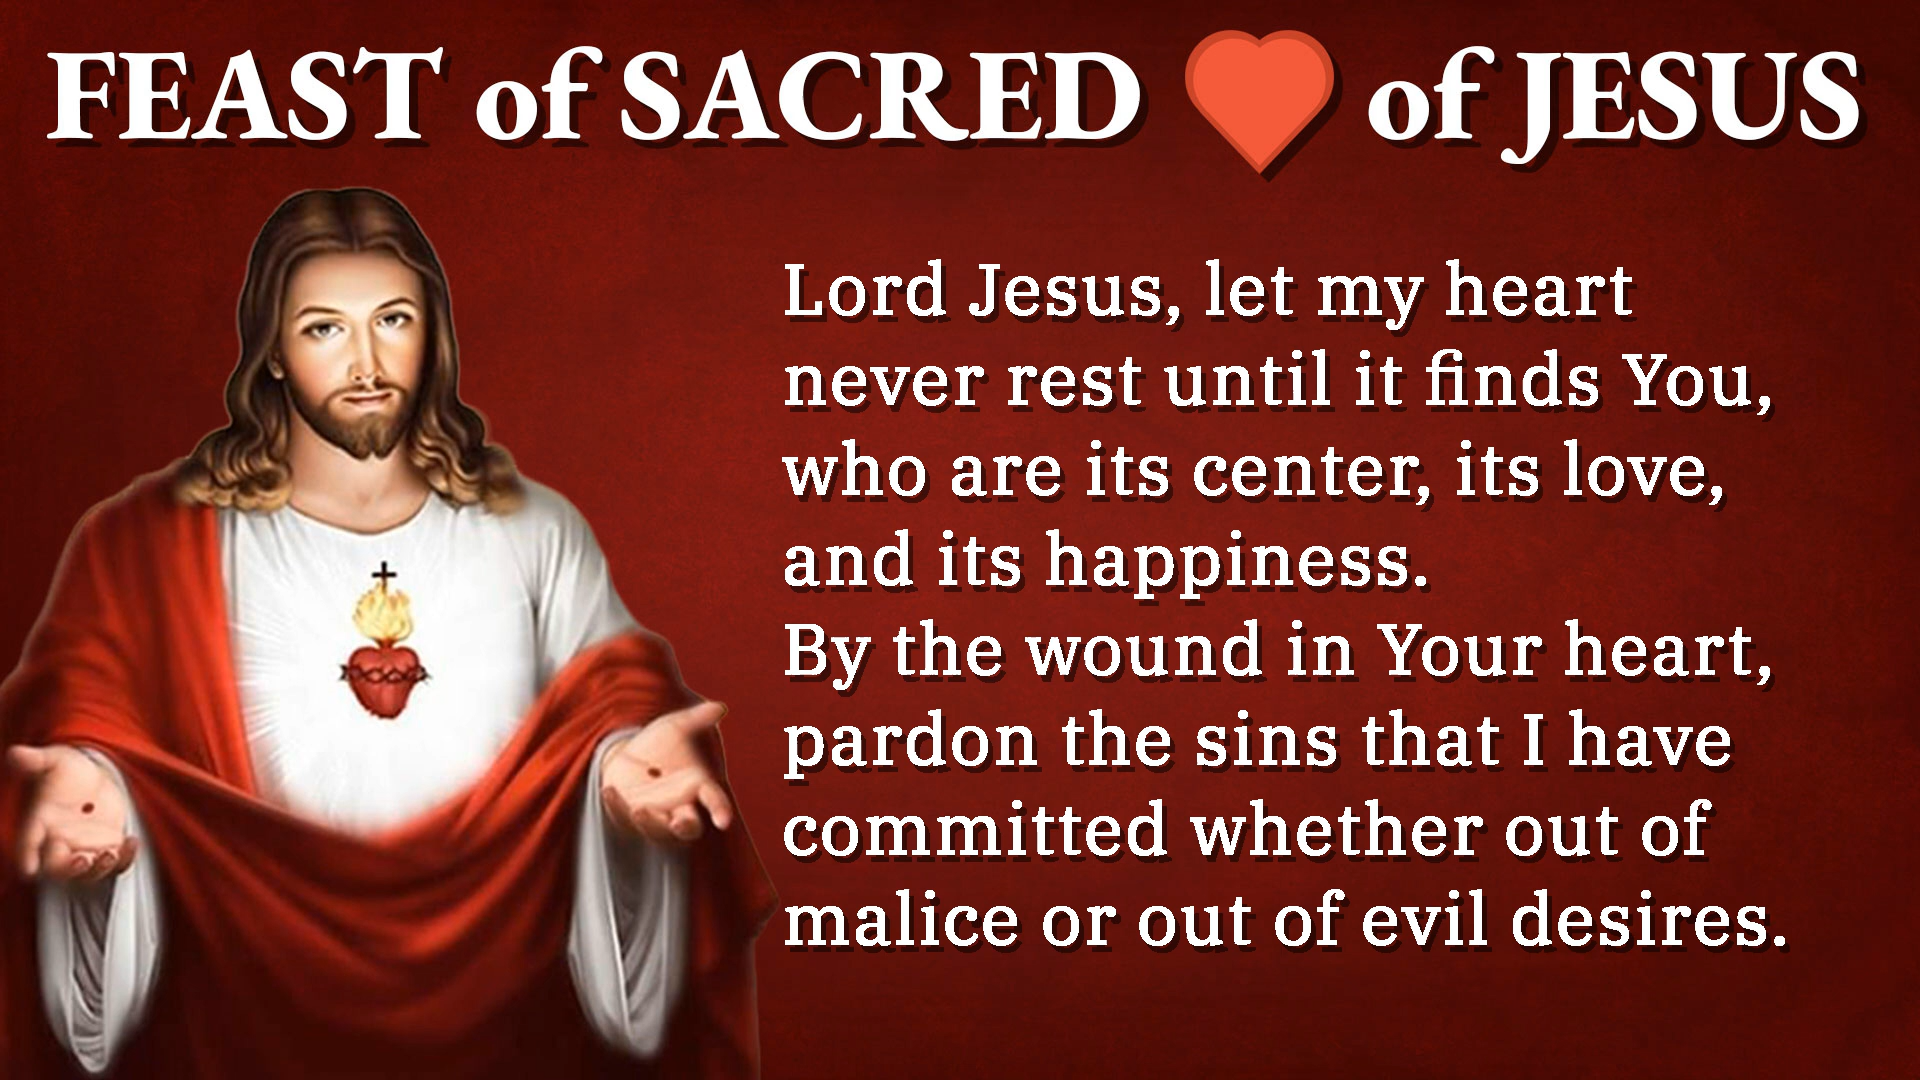 FEAST of SACRED ❤ of JESUS
Lord Jesus, let my heart
never rest until it finds You,
who are its center, its love,
and its happiness.
By the wound in Your heart,
pardon the sins that I have
committed whether out of
malice or out of evil desires.